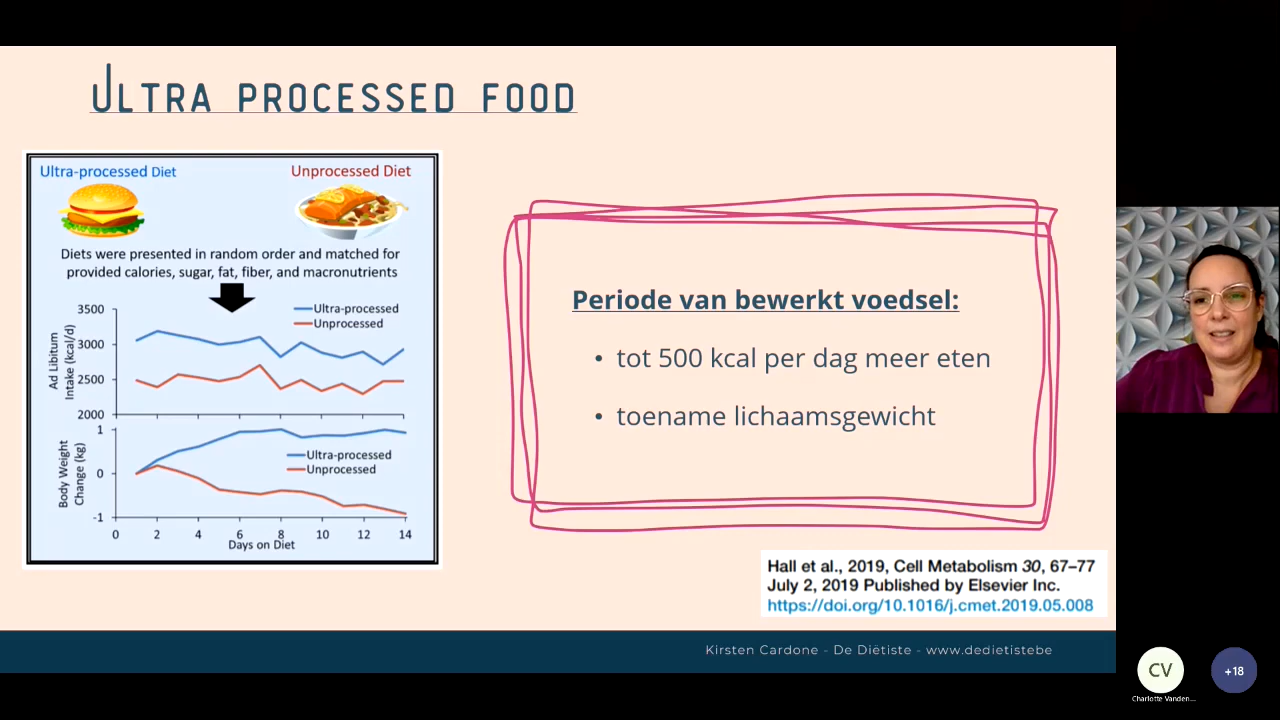 ULTRA PROCESSED FOOD
Ultra-processed Diet
Unprocessed Diet
Diets were presented in random order and matched for
provided calories, sugar, fat, fiber, and macronutrients
3500
3000
2500
2000
Ad Libitum
Intake (kcal/d)
Ultra-processed
Unprocessed
1
0
-1
Body Weight
Change (kg)
Ultra-processed
Unprocessed
0 2 4 6 8 10 12 14
Days on Diet
Periode van bewerkt voedsel:
• tot 500 kcal per dag meer eten
• toename lichaamsgewicht
Hall et al., 2019, Cell Metabolism 30, 67–77
July 2, 2019 Published by Elsevier Inc.
https://doi.org/10.1016/j.cmet.2019.05.008
Kirsten Cardone - De Diëtiste - www.dedietistebe
CV
+18
Charlotte Vanden...